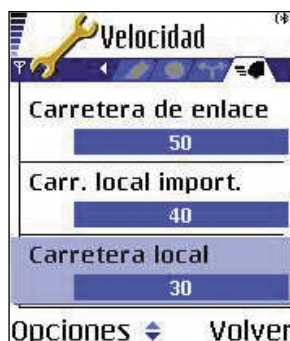 Velocidad
Carretera de enlace
50
Carr. local import.
40
Carretera local
30
Opciones Volver